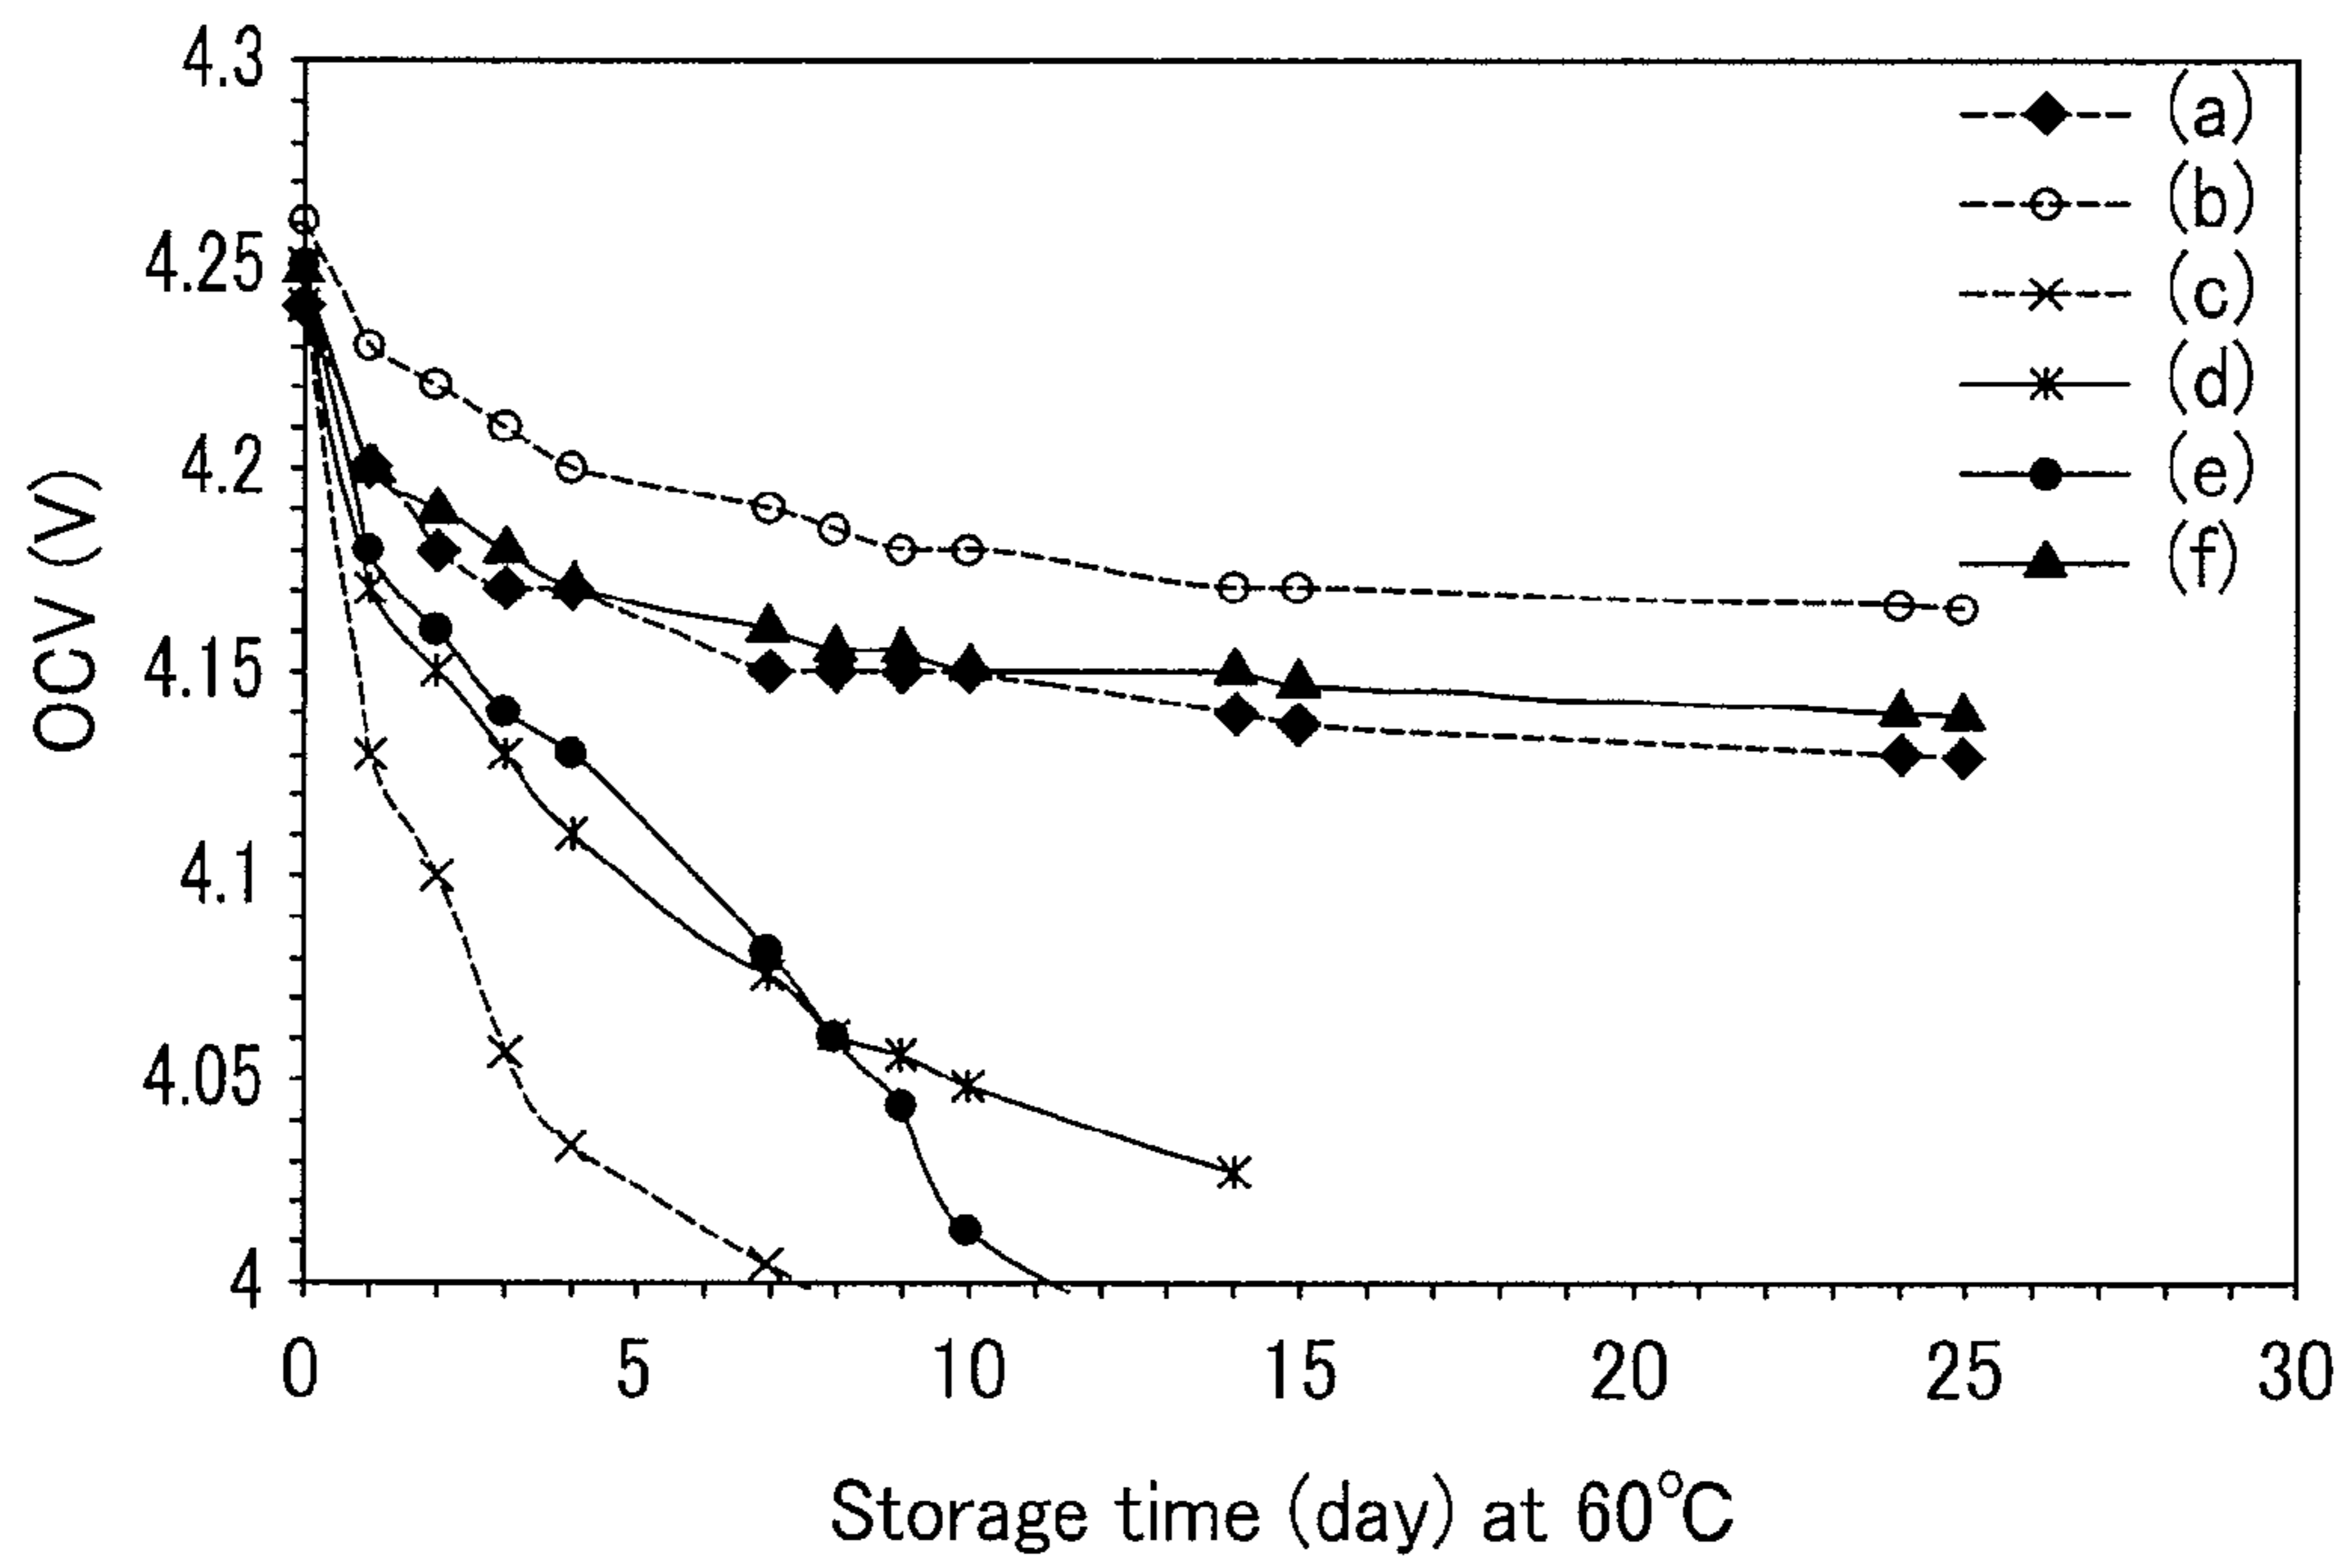 4.3
4.25
4.2
4.15
4.1
4.05
4
OCV (V)
(a)
(b)
(c)
(d)
(e)
(f)
0 5 10 15 20 25 30
Storage time (day) at 60℃